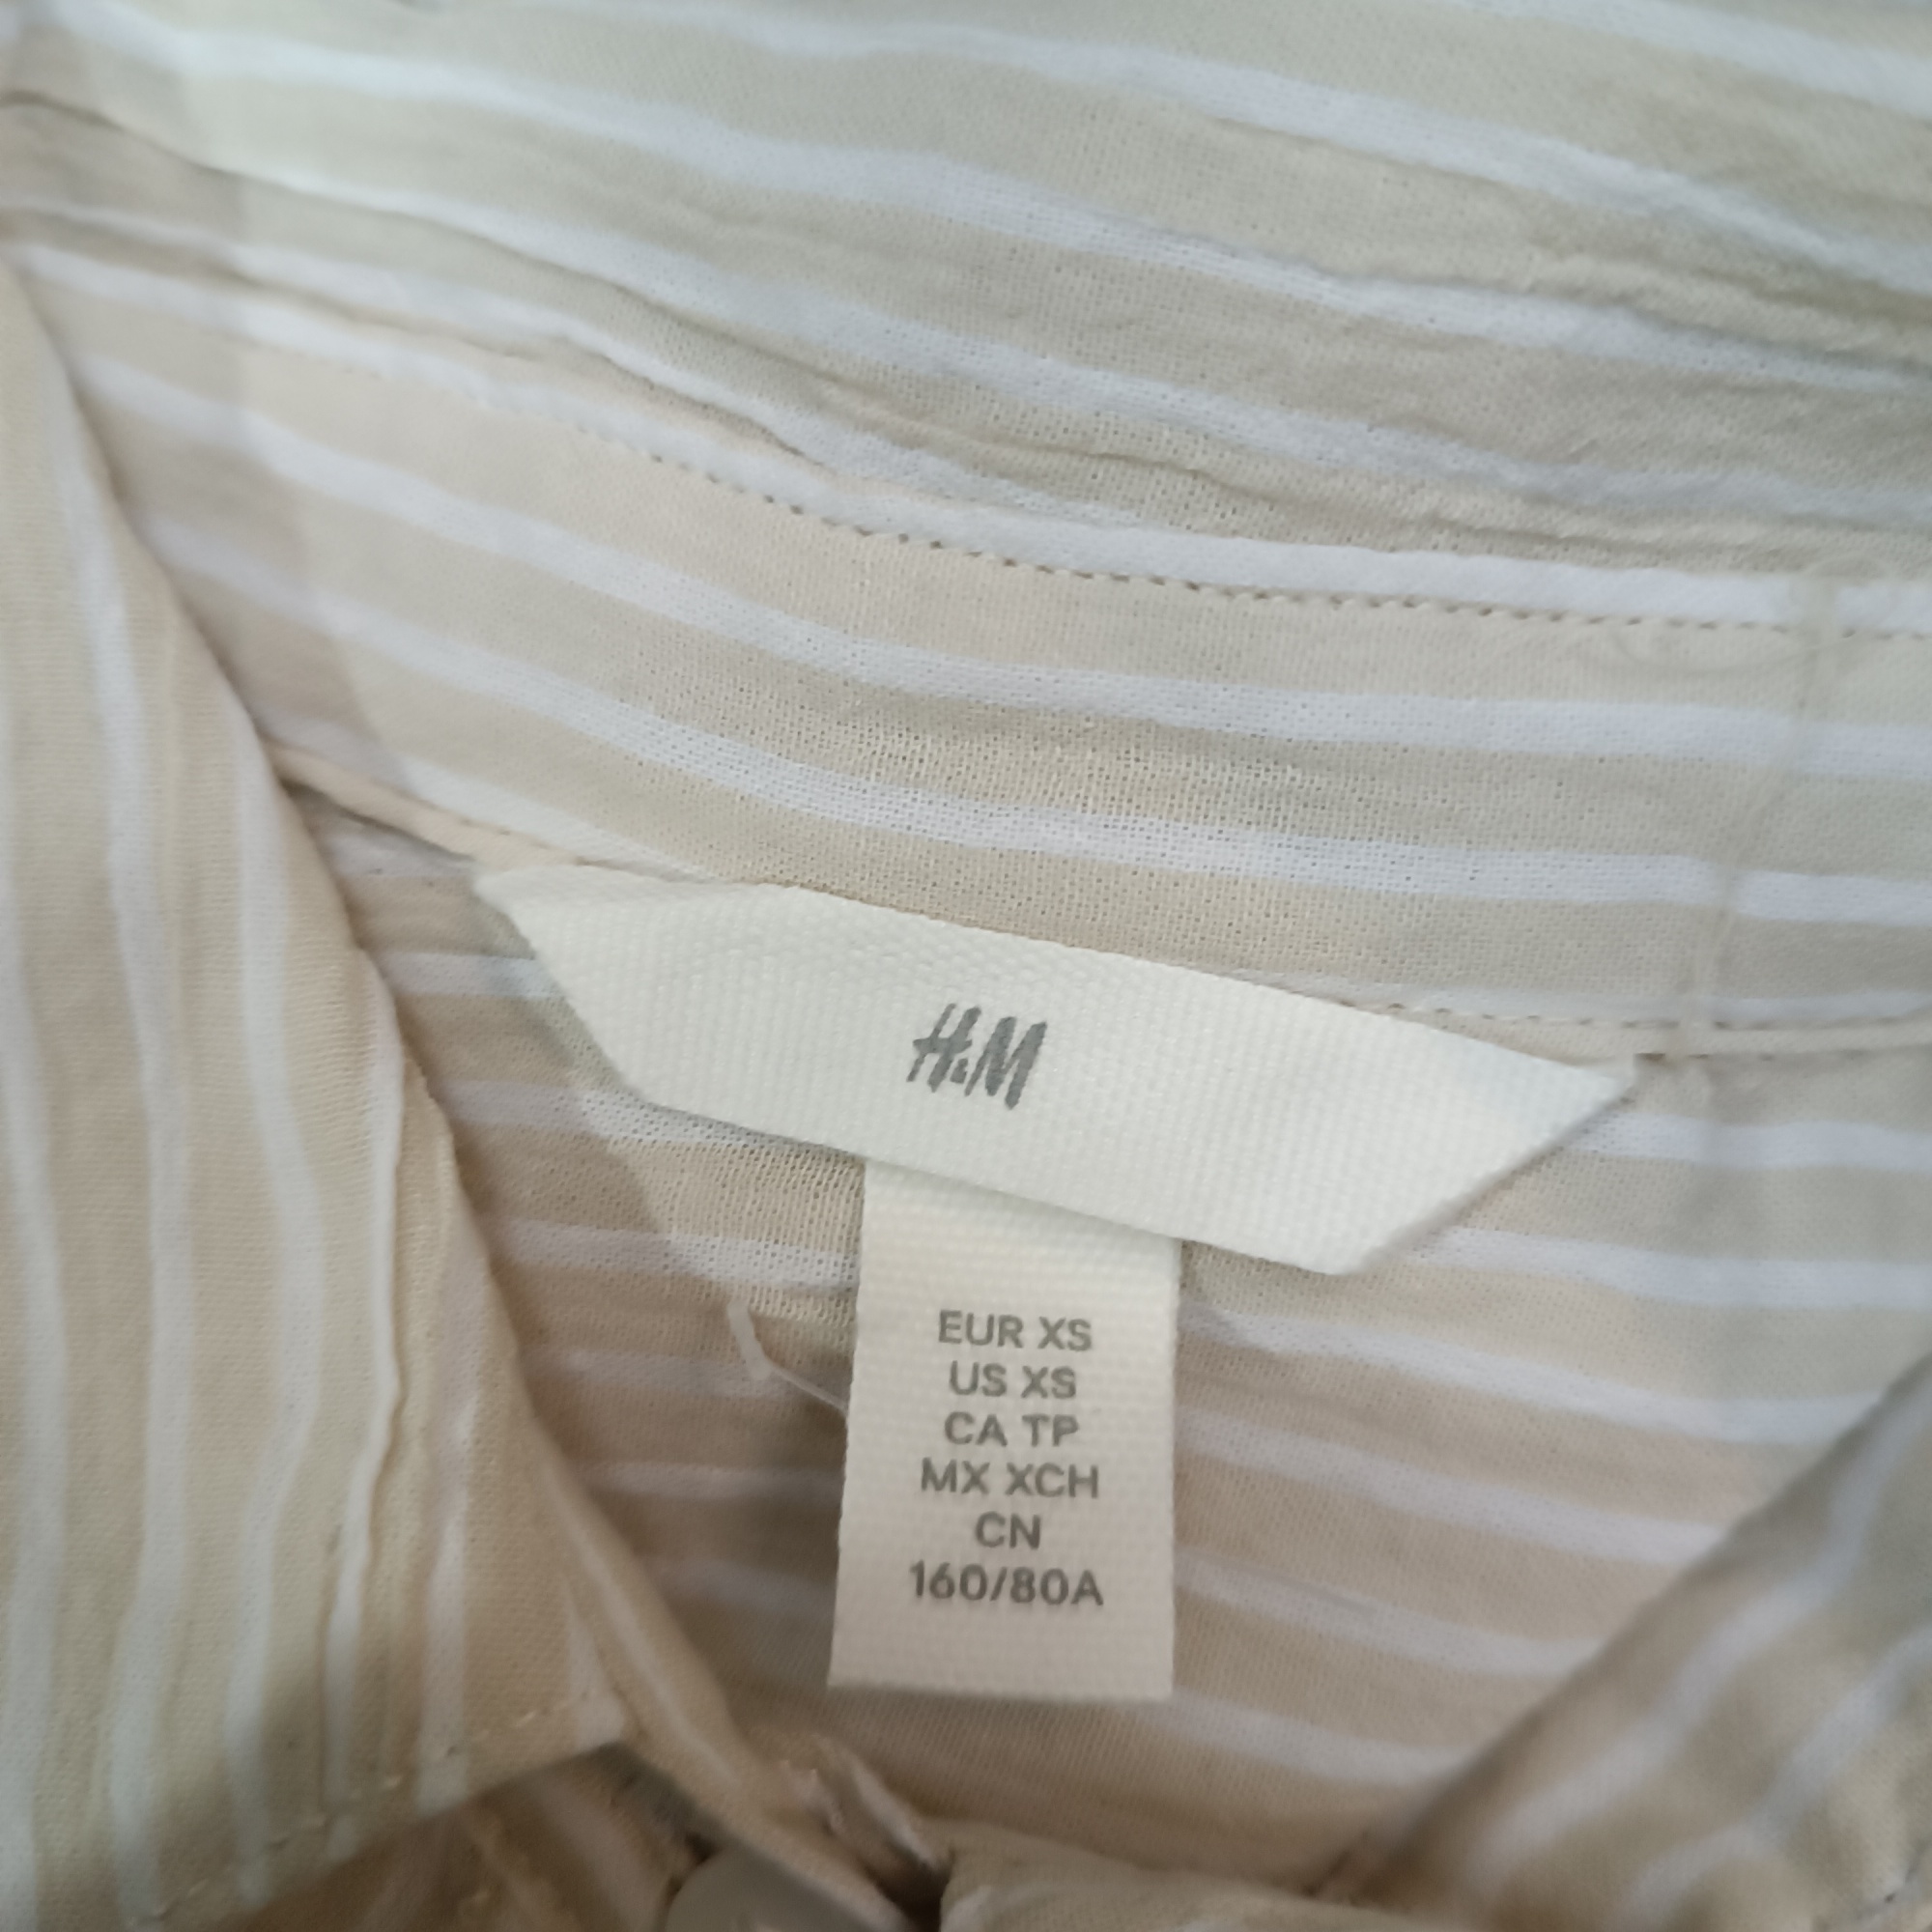 H&M
EUR XS
US XS
CA TP
MX XCH
CN
160/80A